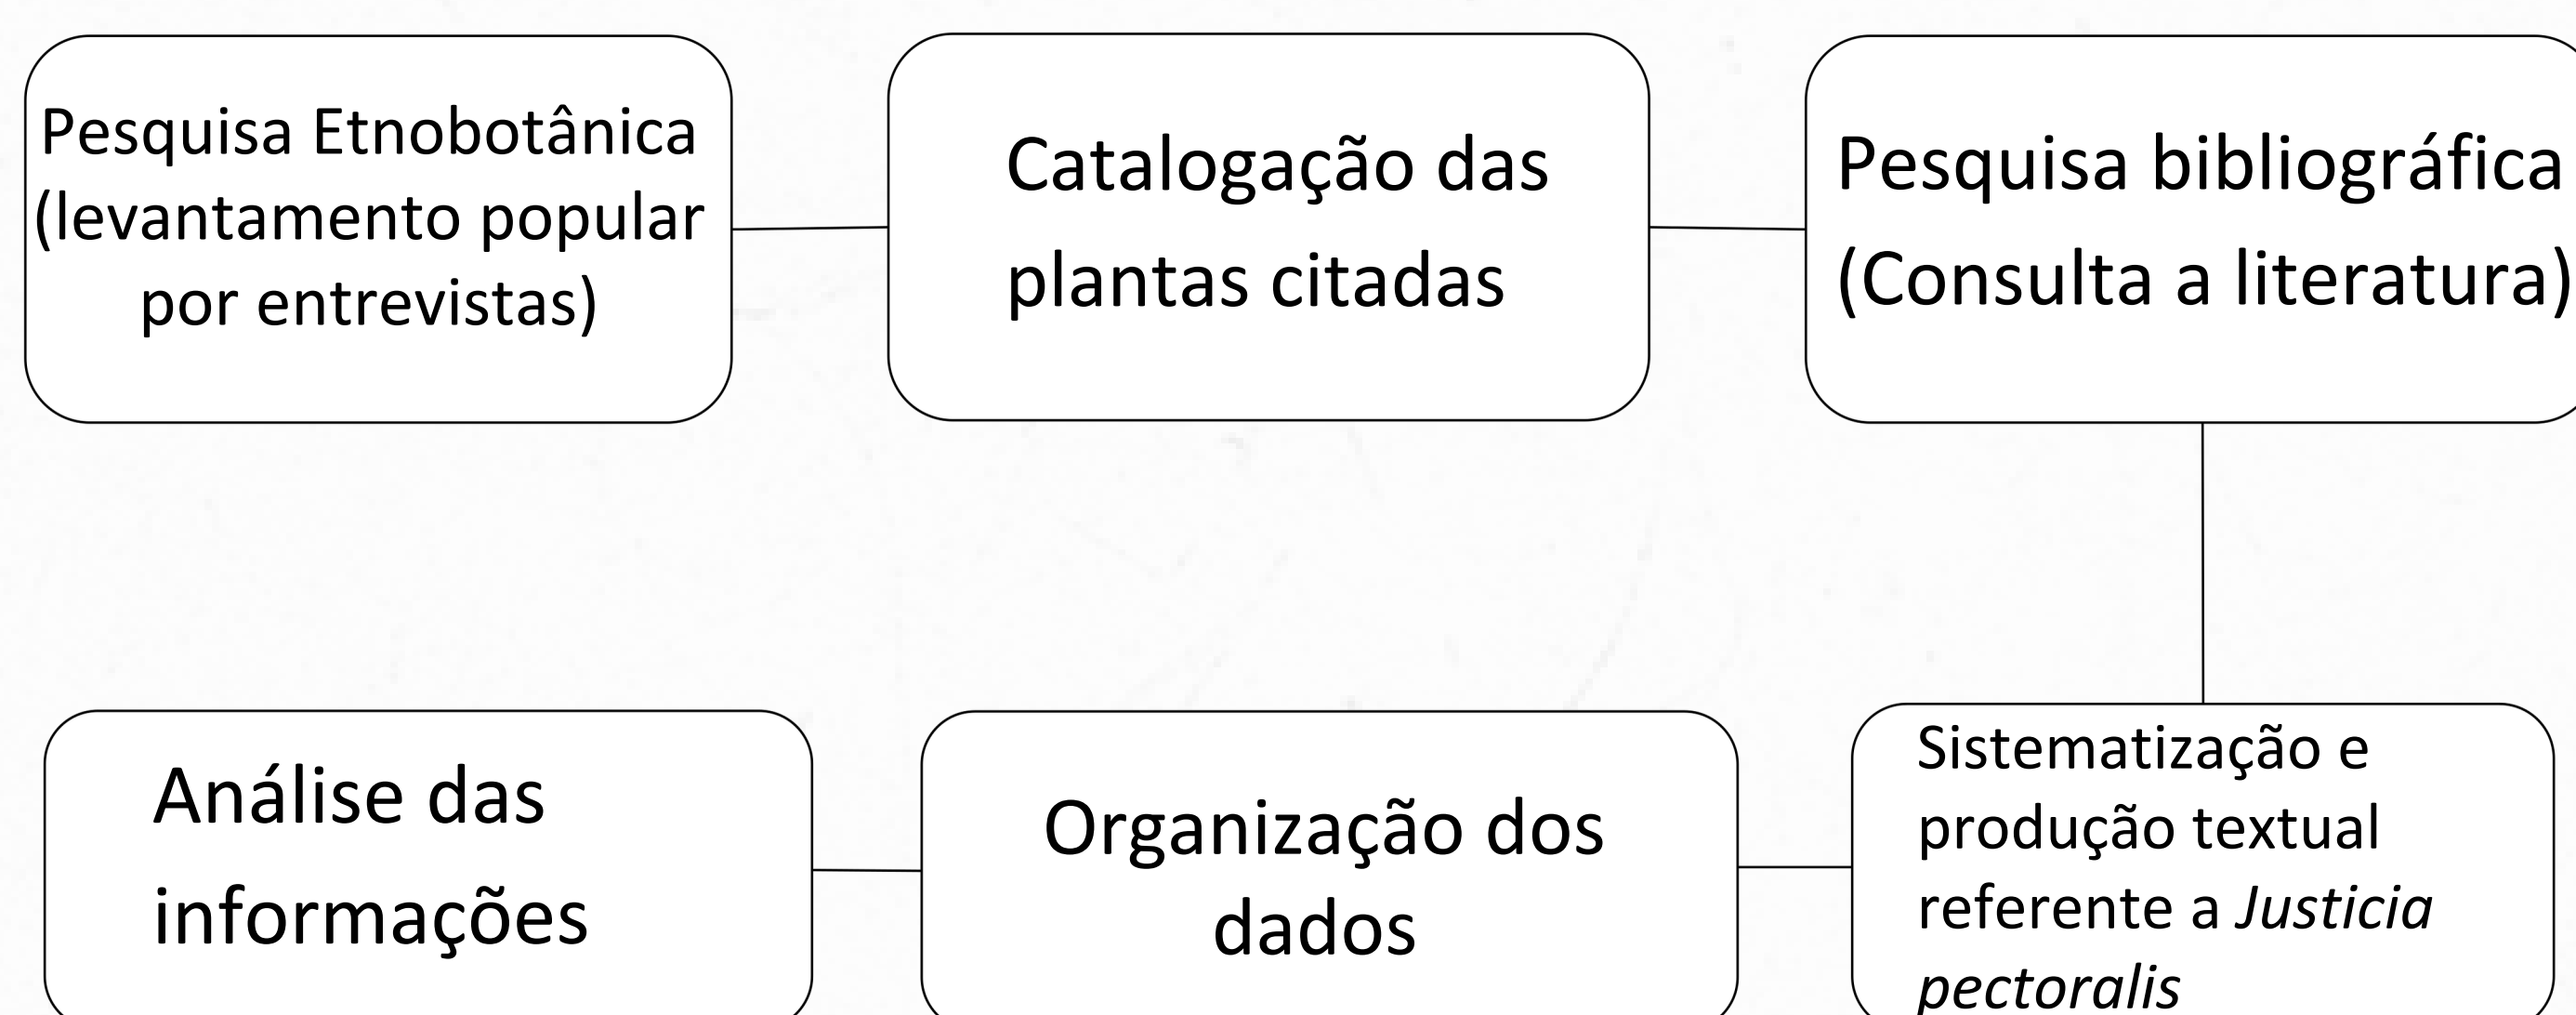 Pesquisa Etnobotânica
(levantamento popular
por entrevistas)
Catalogação das
plantas citadas
Pesquisa bibliográfica
(Consulta a literatura)
Análise das
informações
Organização dos
dados
Sistematização e
produção textual
referente a Justicia
pectoralis